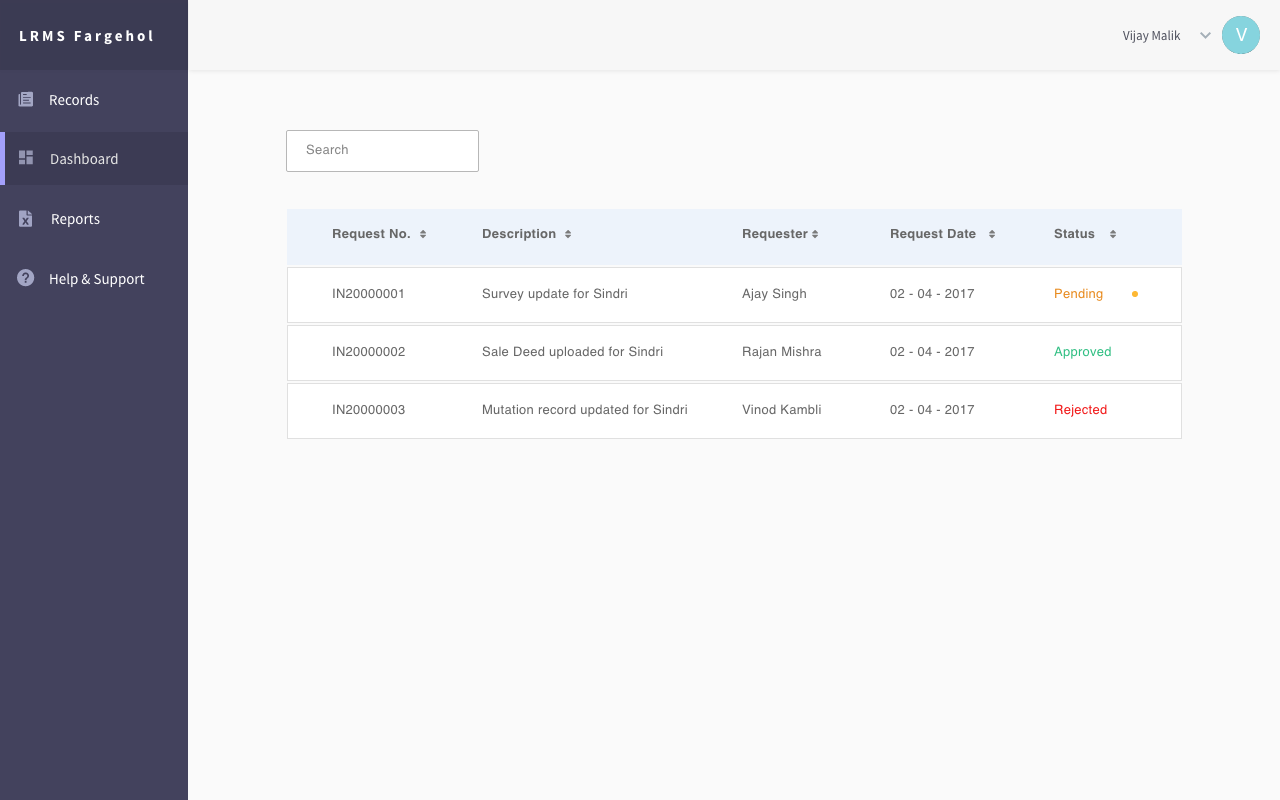 LRMS Fargehol
Vijay Malik
V
Records
Dashboard
Reports
Help & Support
Search
Request No. Description Requester Request Date Status
IN20000001 Survey update for Sindri Ajay Singh 02 - 04 - 2017 Pending
IN20000002 Sale Deed uploaded for Sindri Rajan Mishra 02 - 04 - 2017 Approved
IN20000003 Mutation record updated for Sindri Vinod Kambli 02 - 04 - 2017 Rejected